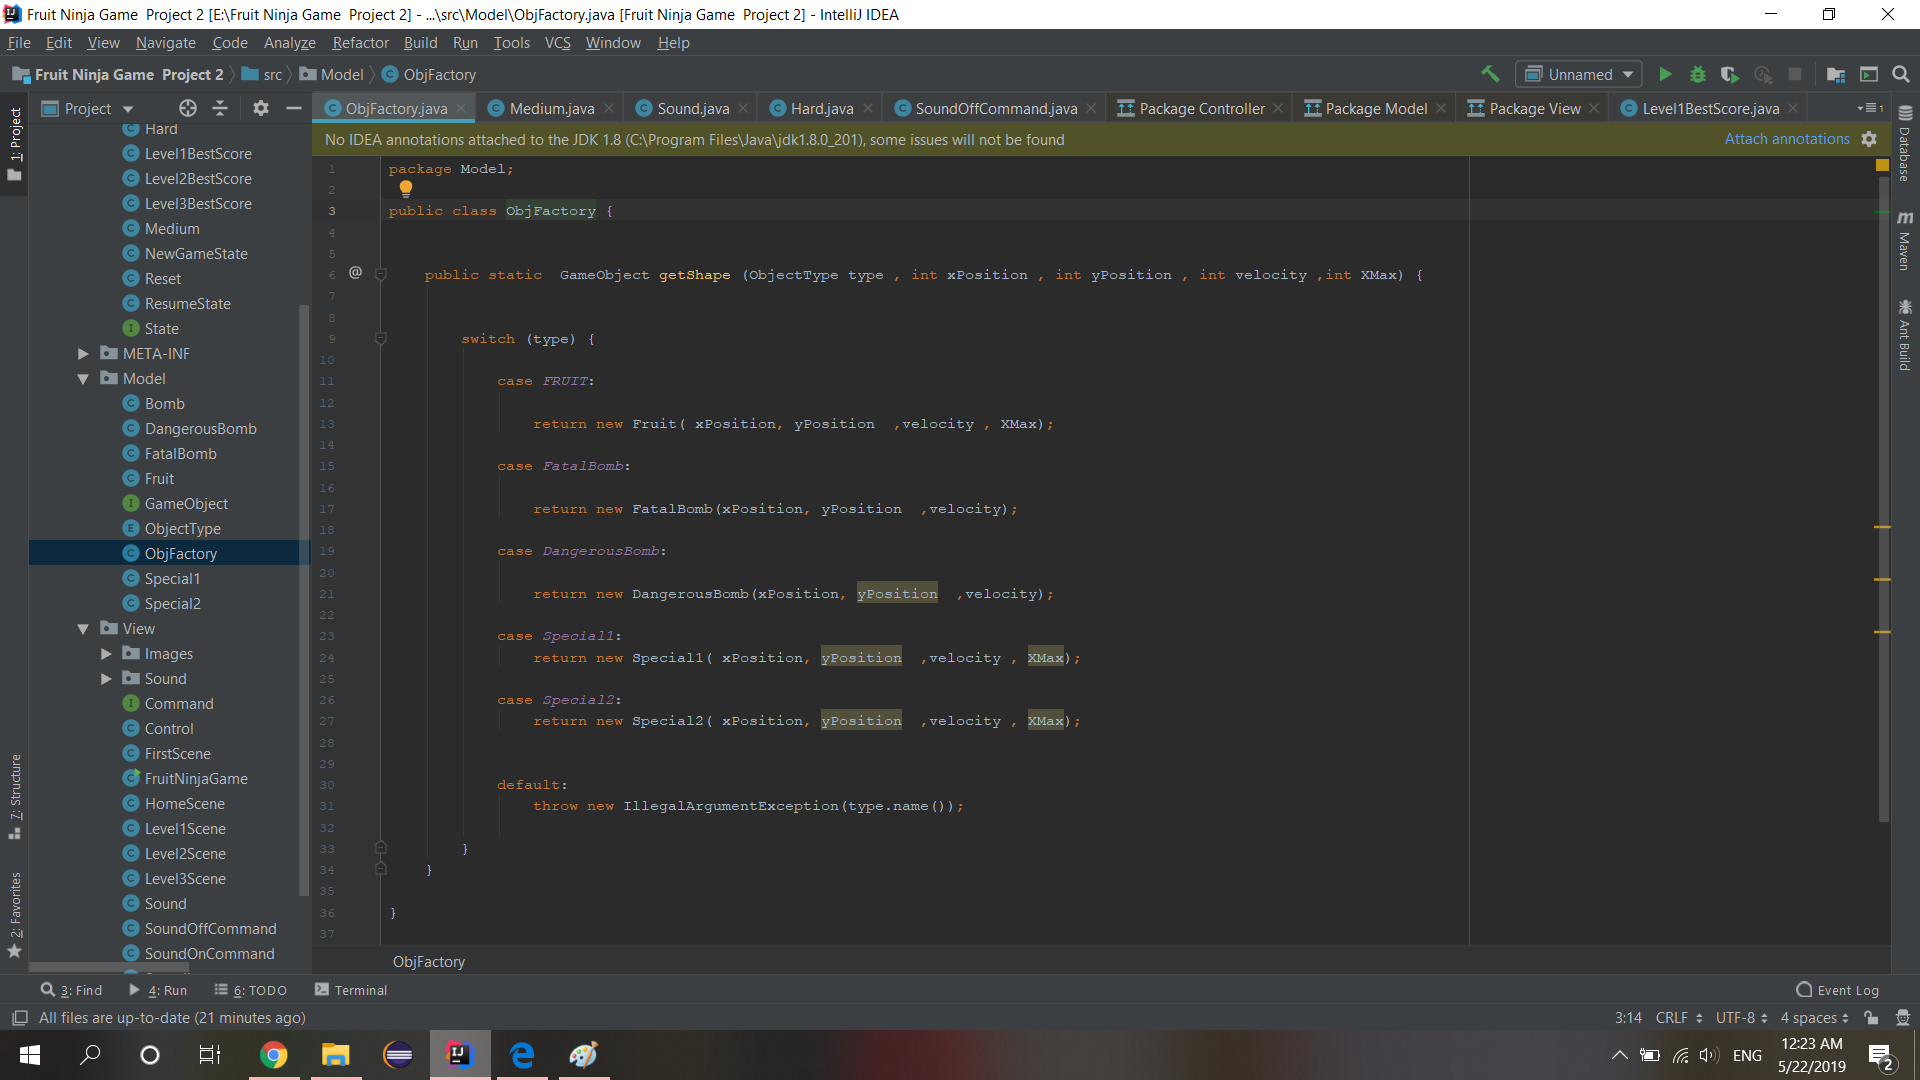 Fruit Ninja Game  Project 2 [E:\Fruit Ninja Game  Project 2] - ...\src\Model\ObjFactory.java [Fruit Ninja Game  Project 2] - IntelliJ IDEA
File Edit View Navigate Code Analyze Refactor Build Run Tools VCS Window Help
Fruit Ninja Game  Project 2 src Model ObjFactory
Unnamed
Project
ObjFactory.java Medium.java Sound.java Hard.java SoundOffCommand.java Package Controller Package Model Package View Level1BestScore.java
1
No IDEA annotations attached to the JDK 1.8 (C:\Program Files\Java\jdk1.8.0_201), some issues will not be found
Attach annotations
1: Project
7: Structure
2: Favorites
Hard
Level1BestScore
Level2BestScore
Level3BestScore
Medium
NewGameState
Reset
ResumeState
State
META-INF
Model
Bomb
DangerousBomb
FatalBomb
Fruit
GameObject
ObjectType
ObjFactory
Special1
Special2
View
Images
Sound
Command
Control
FirstScene
FruitNinjaGame
HomeScene
Level1Scene
Level2Scene
Level3Scene
Sound
SoundOffCommand
SoundOnCommand
1 package Model;
2
3 public class ObjFactory {
4
5
6 @ public static  GameObject getShape (ObjectType type , int xPosition , int yPosition , int velocity ,int XMax) {
7
8
9 switch (type) {
10
11 case FRUIT:
12
13 return new Fruit( xPosition, yPosition  ,velocity , XMax);
14
15 case FatalBomb:
16
17 return new FatalBomb(xPosition, yPosition  ,velocity);
18
19 case DangerousBomb:
20
21 return new DangerousBomb(xPosition, yPosition  ,velocity);
22
23 case Special1:
24 return new Special1( xPosition, yPosition  ,velocity , XMax);
25
26 case Special2:
27 return new Special2( xPosition, yPosition  ,velocity , XMax);
28
29
30 default:
31 throw new IllegalArgumentException(type.name());
32
33 }
34 }
35
36 }
37
ObjFactory
Database
m Maven
Ant Build
3: Find 4: Run 6: TODO Terminal
Event Log
All files are up-to-date (21 minutes ago)
3:14 CRLF UTF-8 4 spaces
ENG
12:23 AM
5/22/2019
2